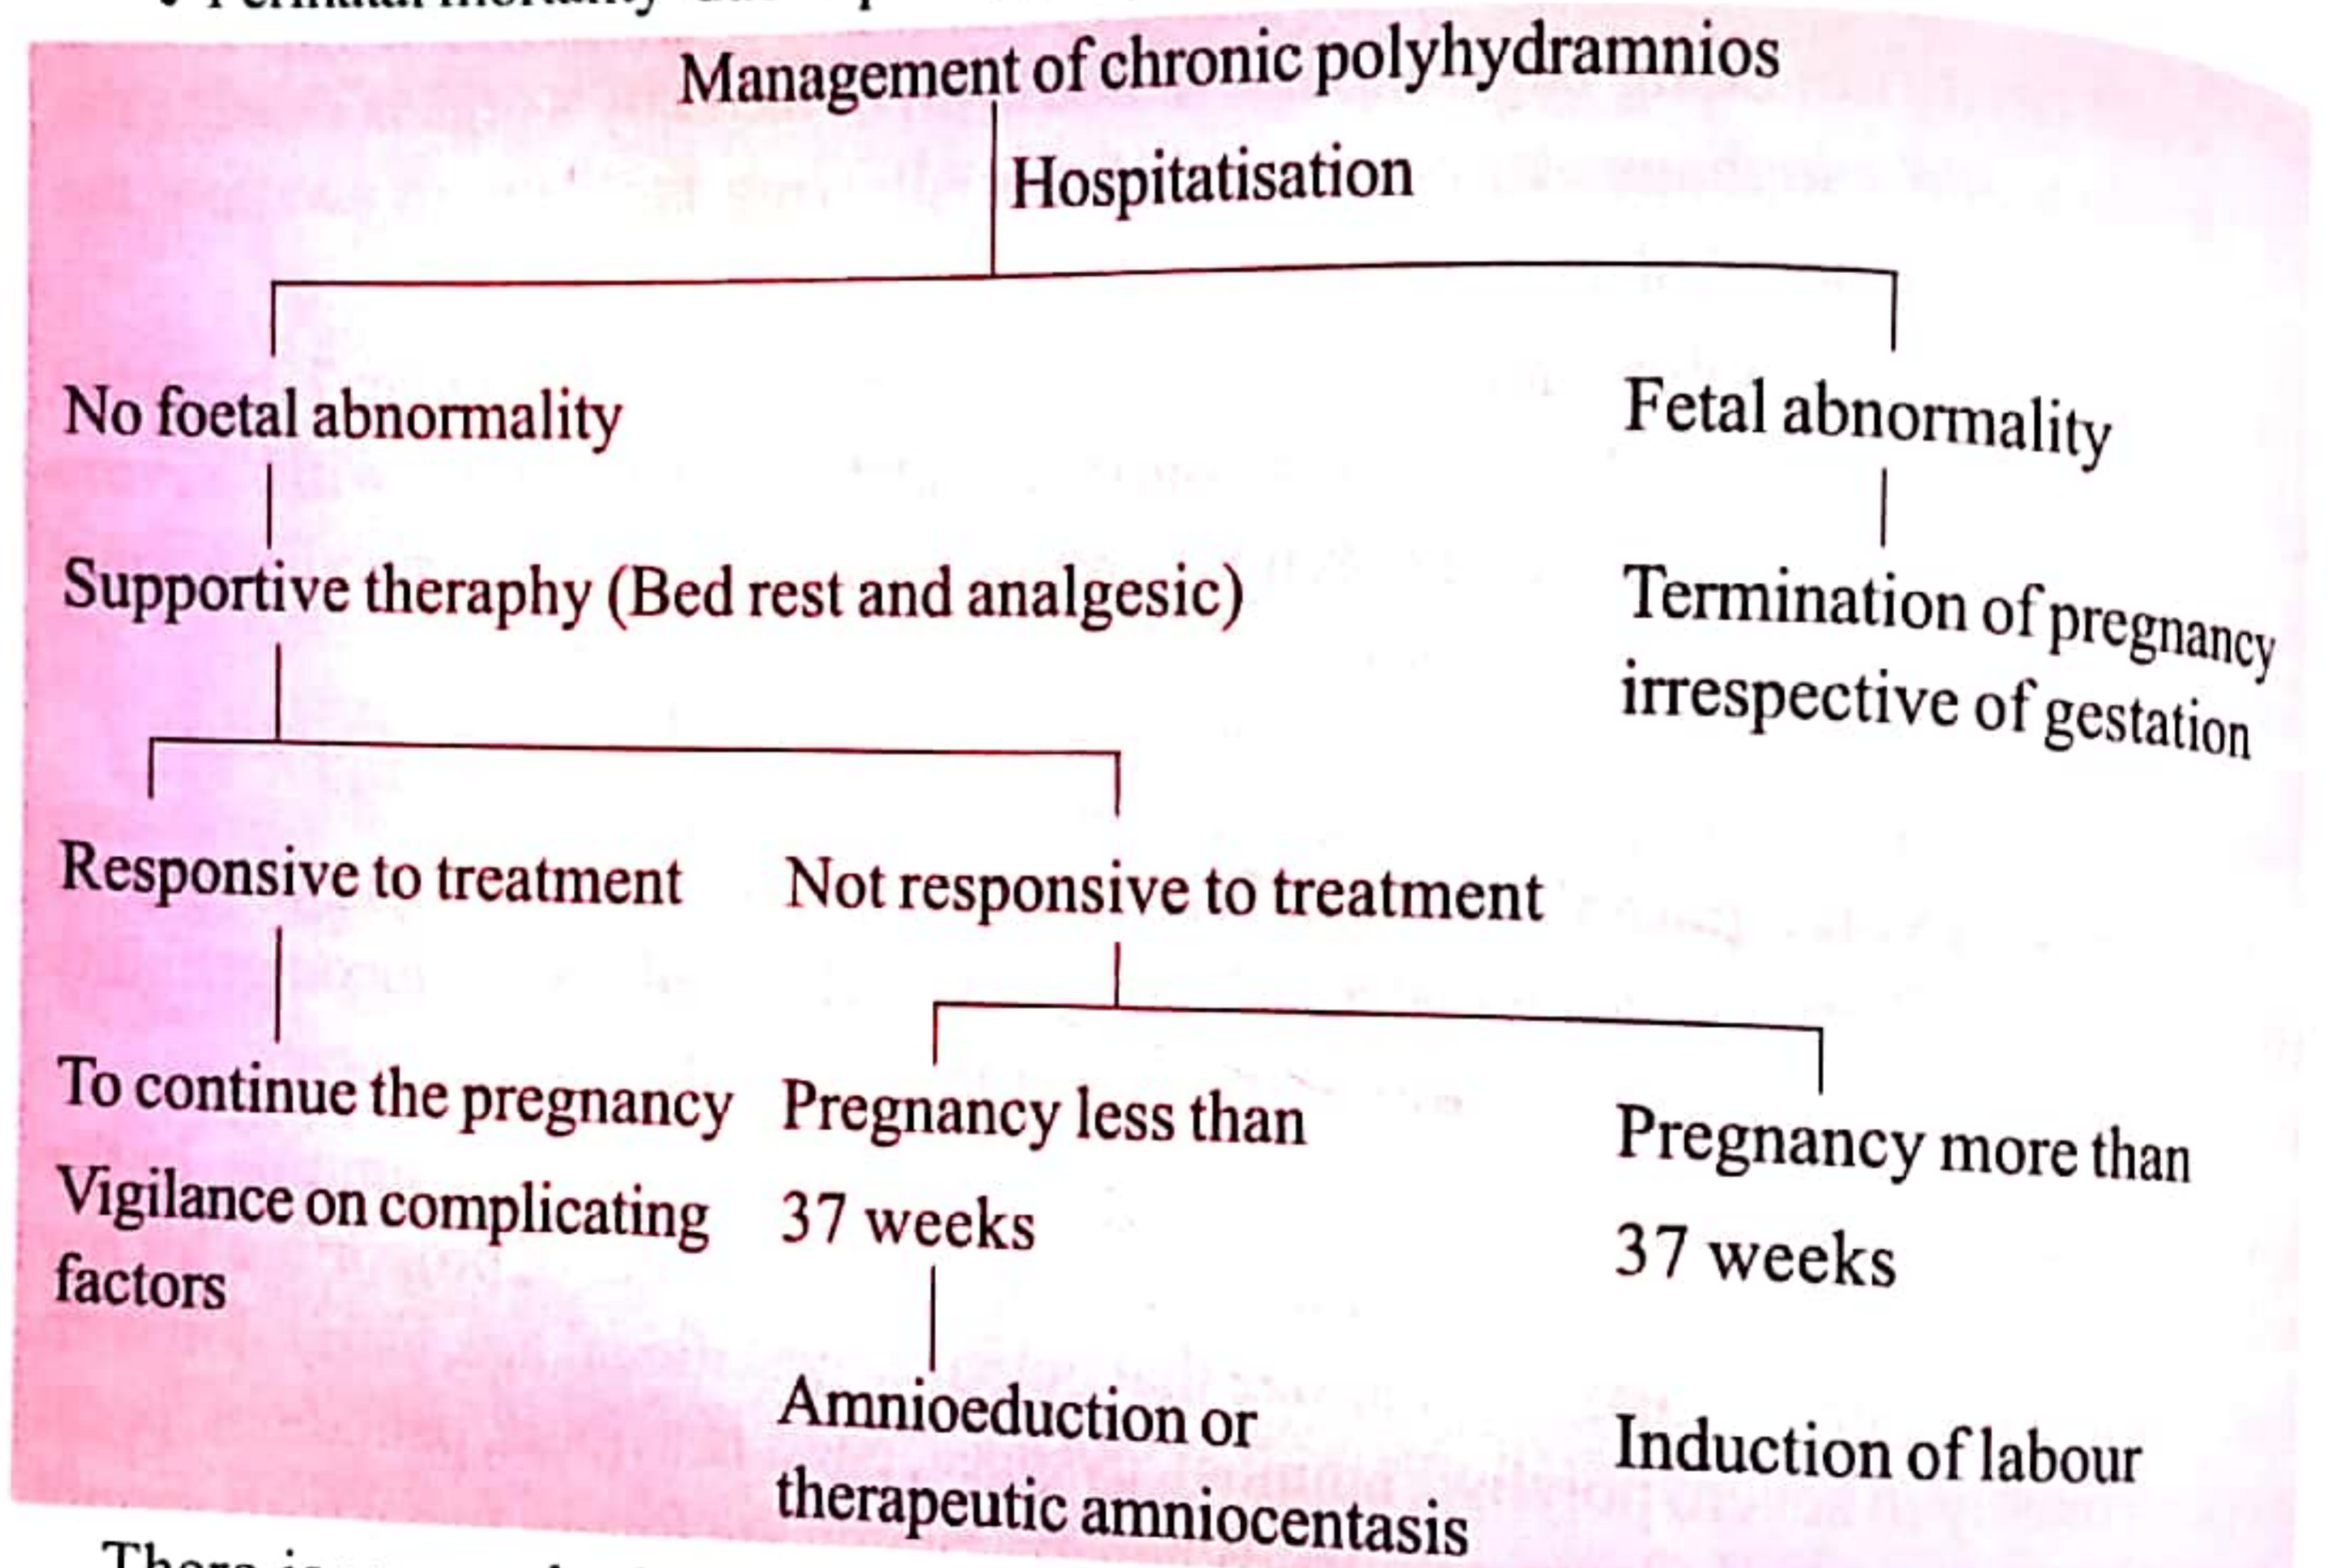 Management of chronic polyhydramnios
Hospitatisation
No foetal abnormality
Fetal abnormality
Supportive theraphy (Bed rest and analgesic)
Termination of pregnancy
irrespective of gestation
Responsive to treatment
Not responsive to treatment
To continue the pregnancy
Vigilance on complicating
factors
Pregnancy less than
37 weeks
Pregnancy more than
37 weeks
Amnioeduction or
therapeutic amniocentasis
Induction of labour